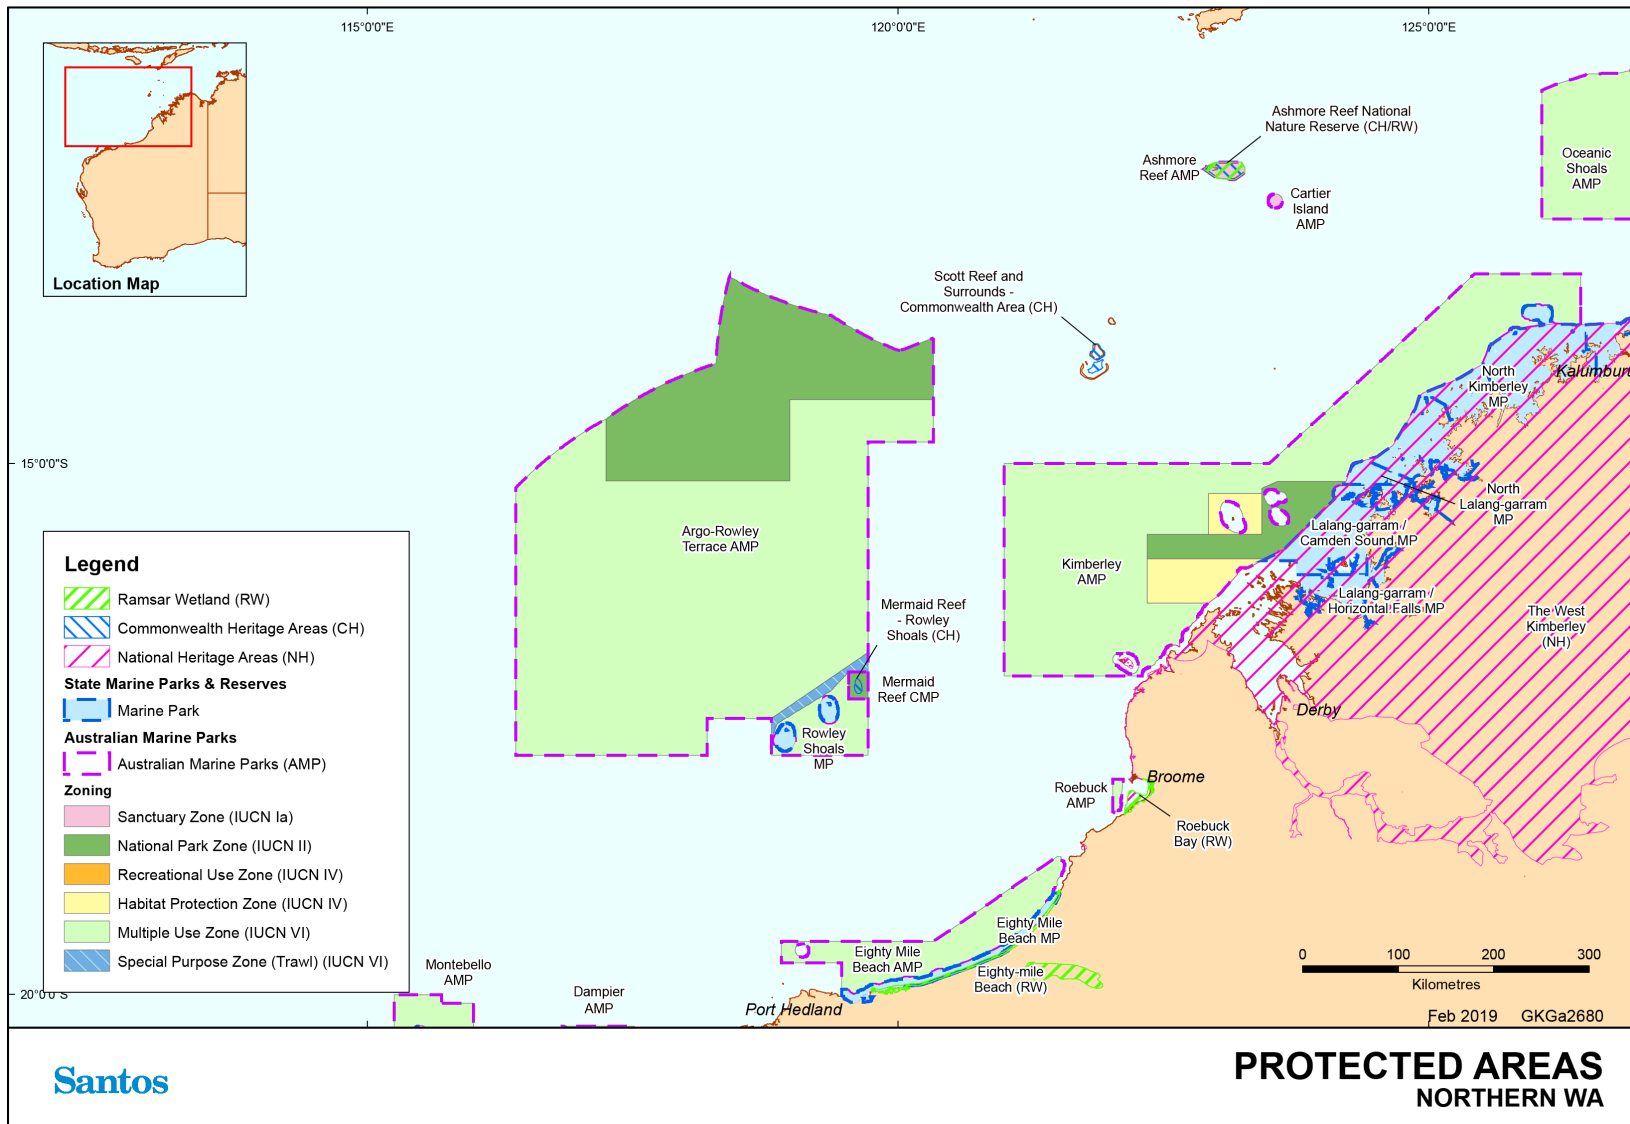 115°0'0"E
120°0'0"E
125°0'0"E
Location Map
Ashmore Reef National
Nature Reserve (CH/RW)
Ashmore
Reef AMP
Cartier
Island
AMP
Oceanic
Shoals
AMP
Scott Reef and
Surrounds -
Commonwealth Area (CH)
North
Kimberley
MP
Kalumburu
15°0'0"S
North
Lalang-garram
MP
Lalang-garram /
Camden Sound MP
Argo-Rowley
Terrace AMP
Kimberley
AMP
Lalang-garram /
Horizontal Falls MP
The West
Kimberley
(NH)
Mermaid Reef
- Rowley
Shoals (CH)
Mermaid
Reef CMP
Rowley
Shoals
MP
Derby
Broome
Roebuck
AMP
Roebuck
Bay (RW)
Eighty Mile
Beach MP
Eighty Mile
Beach AMP
Eighty-mile
Beach (RW)
Port Hedland
Montebello
AMP
Dampier
AMP
20°0'0"S
Legend
Ramsar Wetland (RW)
Commonwealth Heritage Areas (CH)
National Heritage Areas (NH)
State Marine Parks & Reserves
Marine Park
Australian Marine Parks
Australian Marine Parks (AMP)
Zoning
Sanctuary Zone (IUCN Ia)
National Park Zone (IUCN II)
Recreational Use Zone (IUCN IV)
Habitat Protection Zone (IUCN IV)
Multiple Use Zone (IUCN VI)
Special Purpose Zone (Trawl) (IUCN VI)
0 100 200 300
Kilometres
Feb 2019 GKGa2680
Santos
PROTECTED AREAS
NORTHERN WA